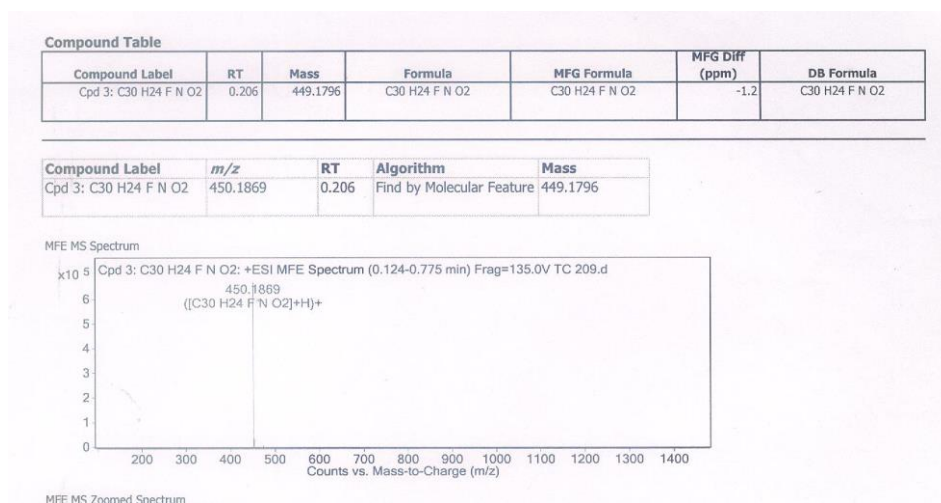 Compound Table
Compound Label RT Mass Formula MFG Formula MFG Diff (ppm) DB Formula
Cpd 3: C30 H24 F N O2 0.206 449.1796 C30 H24 F N O2 C30 H24 F N O2 -1.2 C30 H24 F N O2
Compound Label m/z RT Algorithm Mass
Cpd 3: C30 H24 F N O2 450.1869 0.206 Find by Molecular Feature 449.1796
MFE MS Spectrum
x10 5 Cpd 3: C30 H24 F N O2: +ESI MFE Spectrum (0.124-0.775 min) Frag=135.0V TC 209.d
450.1869
([C30 H24 F N O2]+H)+
6
5
4
3
2
1
0
200 300 400 500 600 700 800 900 1000 1100 1200 1300 1400
Counts vs. Mass-to-Charge (m/z)
MFE MS Zoomed Spectrum